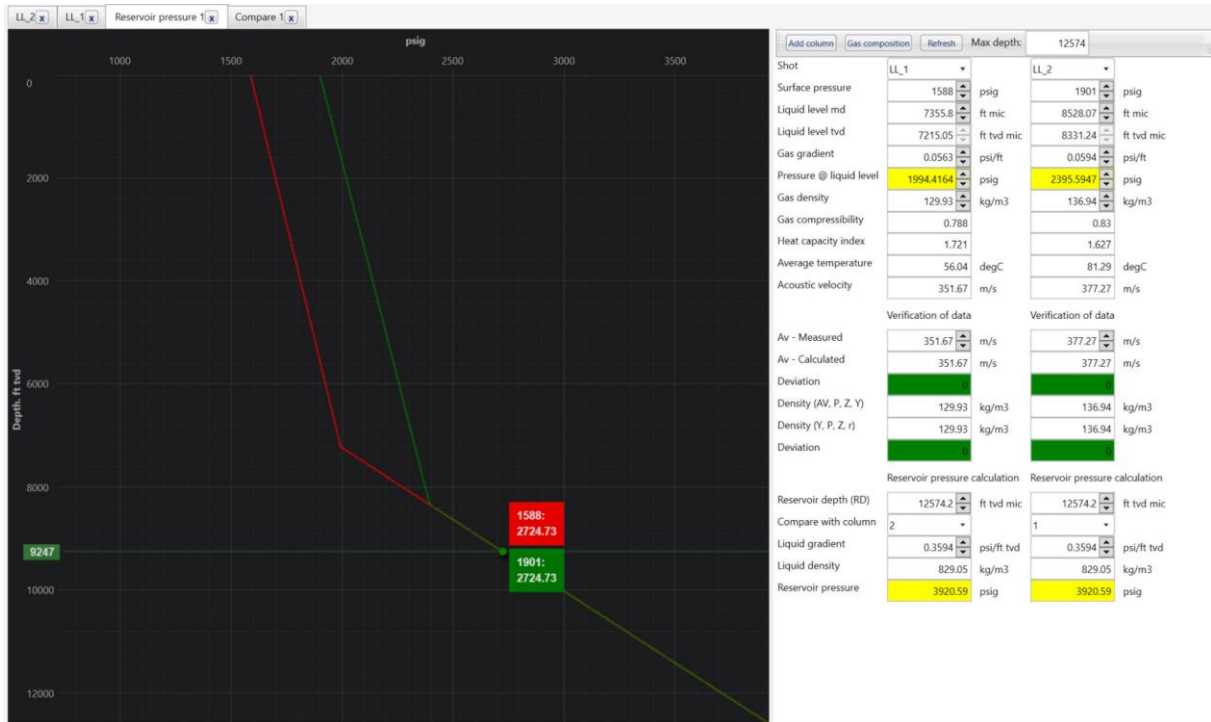 LL_2 x LL_1 x Reservoir pressure 1 x Compare 1 x
psig
1000 1500 2000 2500 3000 3500
0
2000
4000
6000
8000
9247
10000
12000
Depth. ft tvd
1588:
2724.73
1901:
2724.73
Add column Gas composition Refresh Max depth: 12574
Shot LL_1 LL_2
Surface pressure 1588 psig 1901 psig
Liquid level md 7355.8 ft mic 8528.07 ft mic
Liquid level tvd 7215.05 ft tvd mic 8331.24 ft tvd mic
Gas gradient 0.0563 psi/ft 0.0594 psi/ft
Pressure @ liquid level 1994.4164 psig 2395.5947 psig
Gas density 129.93 kg/m3 136.94 kg/m3
Gas compressibility 0.788 0.83
Heat capacity index 1.721 1.627
Average temperature 56.04 degC 81.29 degC
Acoustic velocity 351.67 m/s 377.27 m/s
Verification of data Verification of data
Av - Measured 351.67 m/s 377.27 m/s
Av - Calculated 351.67 m/s 377.27 m/s
Deviation 0 0
Density (AV, P, Z, Y) 129.93 kg/m3 136.94 kg/m3
Density (Y, P, Z, r) 129.93 kg/m3 136.94 kg/m3
Deviation 0 0
Reservoir pressure calculation Reservoir pressure calculation
Reservoir depth (RD) 12574.2 ft tvd mic 12574.2 ft tvd mic
Compare with column 2 1
Liquid gradient 0.3594 psi/ft tvd 0.3594 psi/ft tvd
Liquid density 829.05 kg/m3 829.05 kg/m3
Reservoir pressure 3920.59 psig 3920.59 psig